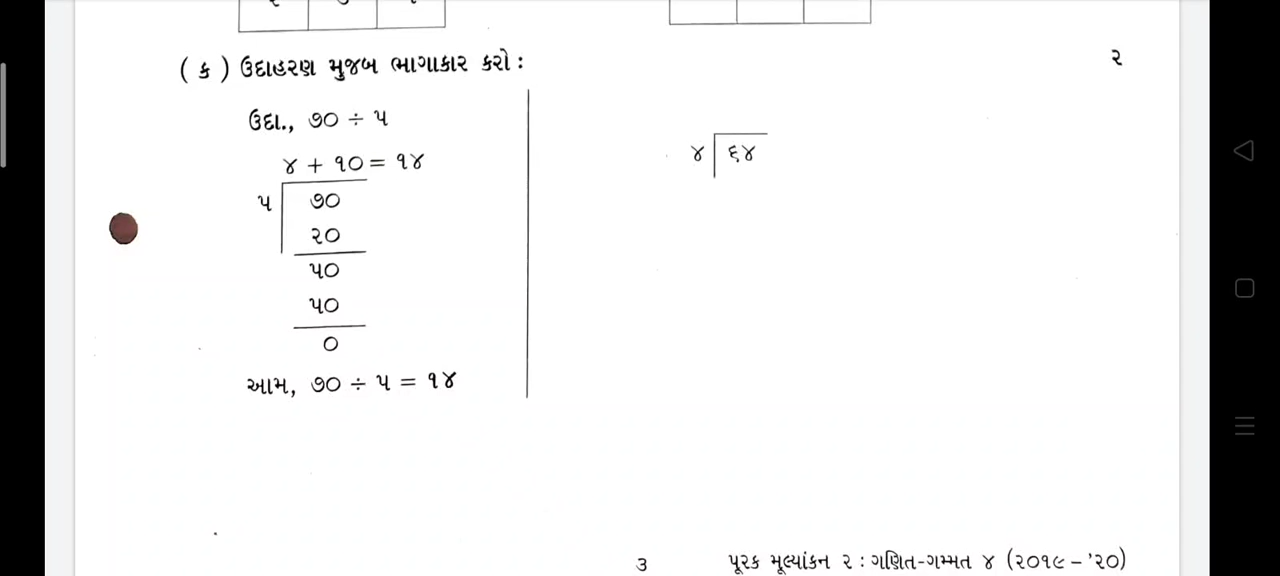 (ક) ઉદાહરણ મુજબ ભાગાકાર કરો : ૨
ઉદા., ૭૦ ÷ ૫
૪ + ૧૦ = ૧૪
૫ ૭૦
૨૦
૫૦
૫૦
૦
આમ, ૭૦ ÷ ૫ = ૧૪
૪ ૬૪
૩ પૂરક મૂલ્યાંકન ૨ : ગણિત-ગમ્મત ૪ (૨૦૧૯ – '૨૦)